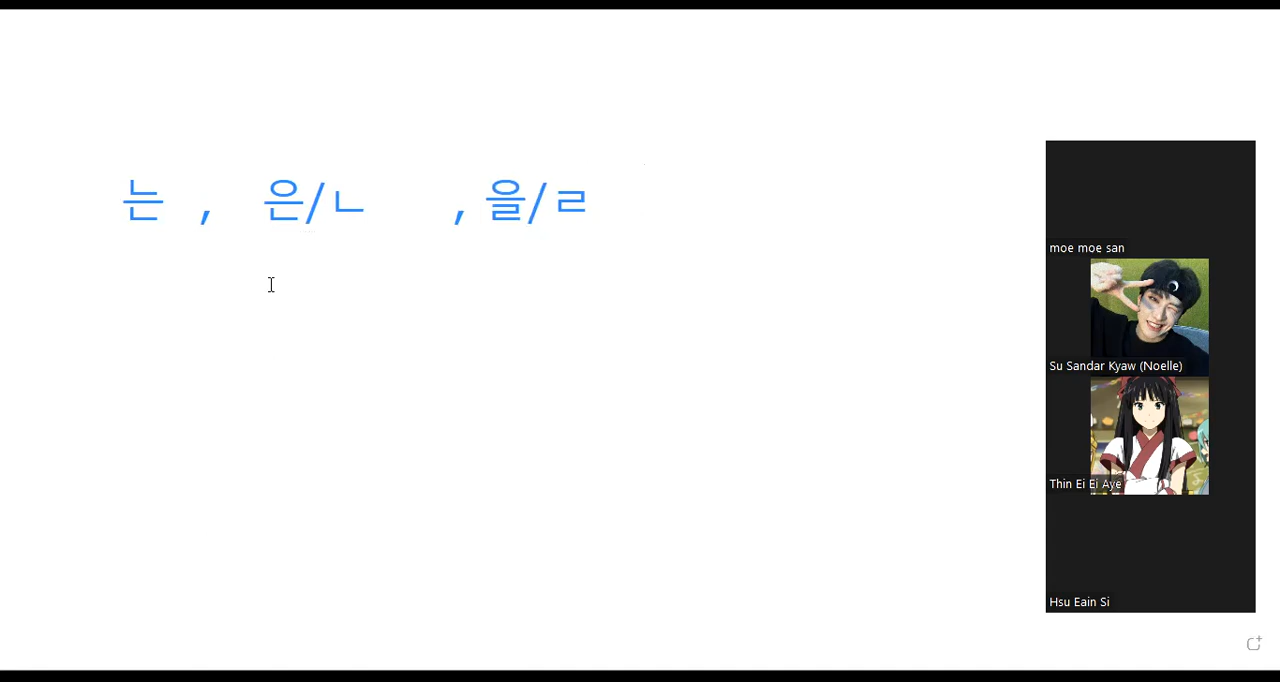 는 , 은/ㄴ , 을/ㄹ
moe moe san
Su Sandar Kyaw (Noelle)
Thin Ei Ei Aye
Hsu Eain Si